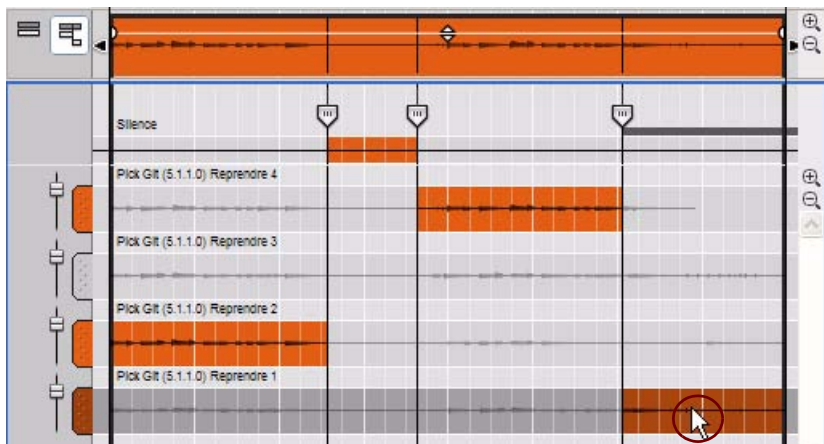 Silence
Pick Git (5.1.1.0) Reprendre 4
Pick Git (5.1.1.0) Reprendre 3
Pick Git (5.1.1.0) Reprendre 2
Pick Git (5.1.1.0) Reprendre 1